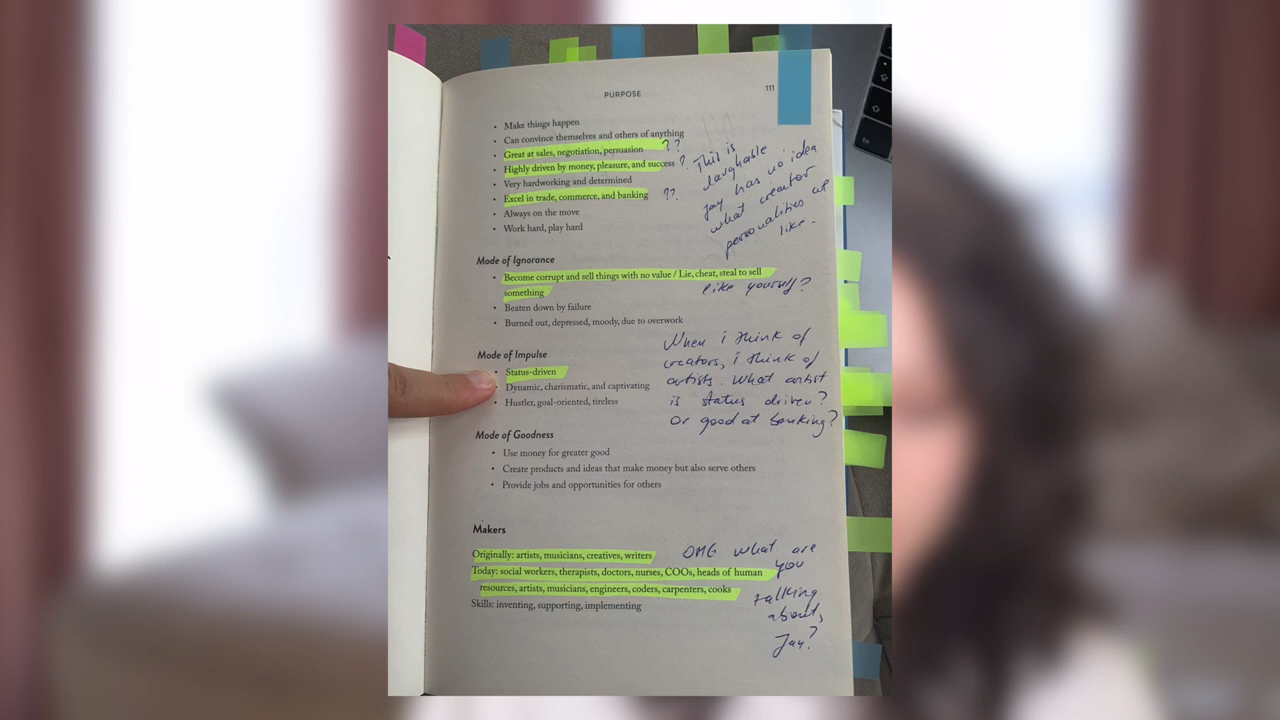 PURPOSE
111
• Make things happen
• Can convince themselves and others of anything
• Great at sales, negotiation, persuasion ??
• Highly driven by money, pleasure, and success ?
• Very hardworking and determined
• Excel in trade, commerce, and banking ??
• Always on the move
• Work hard, play hard
This is
laughable
Jay has no idea
what creator
personalities are
like.
Mode of Ignorance
• Become corrupt and sell things with no value / Lie, cheat, steal to sell
something
like yourself?
• Beaten down by failure
• Burned out, depressed, moody, due to overwork
Mode of Impulse
• Status-driven
• Dynamic, charismatic, and captivating
• Hustler, goal-oriented, tireless
When i think of
creators, i think of
artists. What artist
is status driven?
Or good at banking?
Mode of Goodness
• Use money for greater good
• Create products and ideas that make money but also serve others
• Provide jobs and opportunities for others
Makers
Originally: artists, musicians, creatives, writers
Today: social workers, therapists, doctors, nurses, COOs, heads of human
resources, artists, musicians, engineers, coders, carpenters, cooks
Skills: inventing, supporting, implementing
OMG what are
you
talking
about,
Jay?
fn